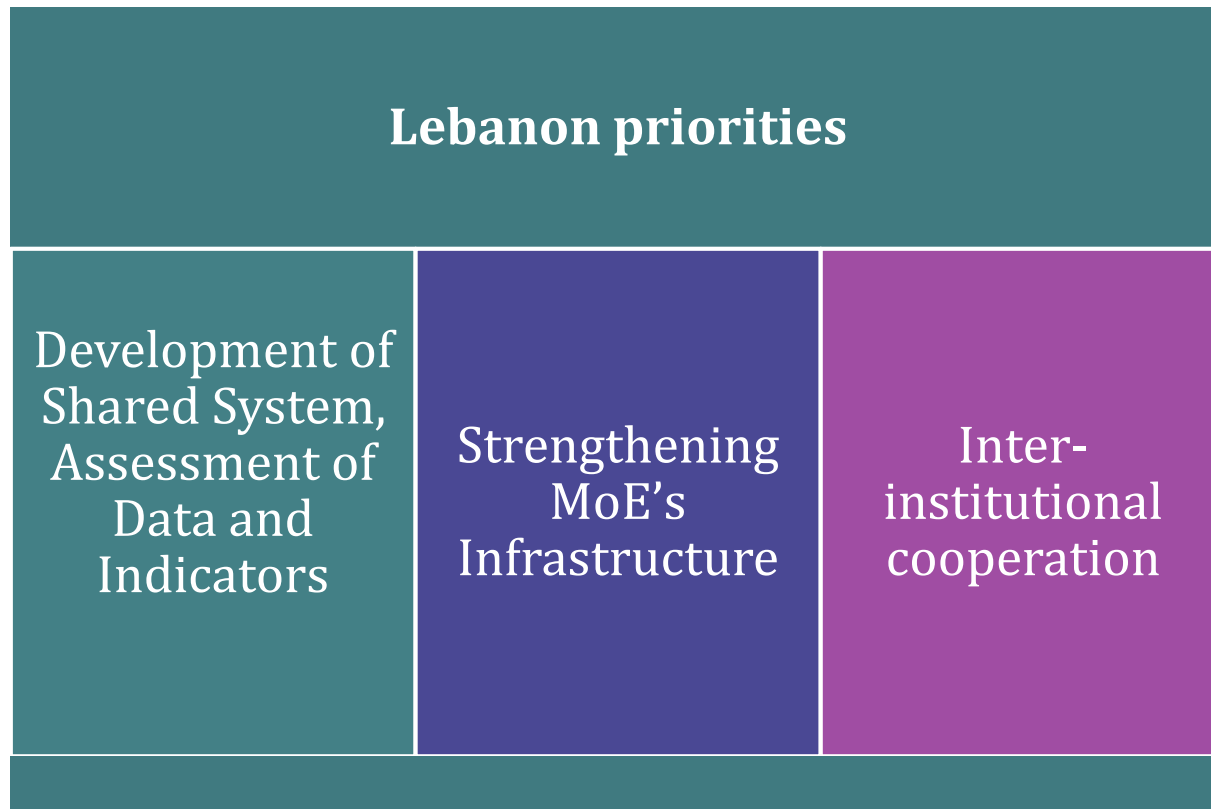 Lebanon priorities
Development of
Shared System,
Assessment of
Data and
Indicators
Strengthening
MoE’s
Infrastructure
Inter-
institutional
cooperation